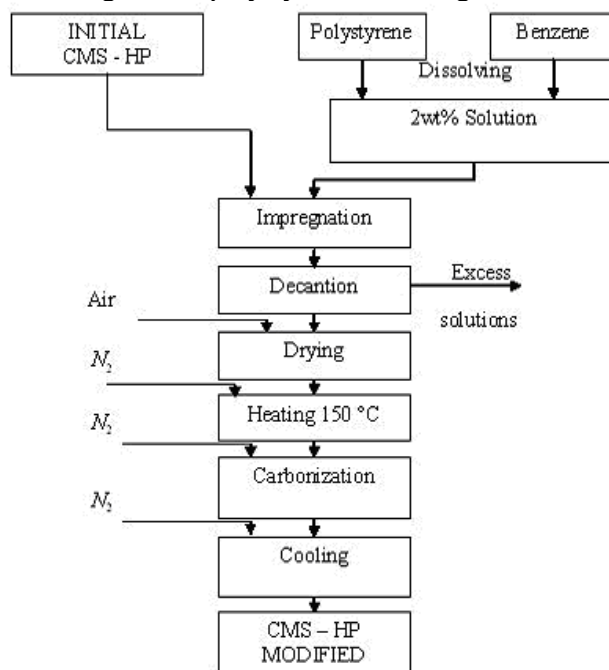 INITIAL
CMS - HP
Polystyrene
Benzene
Dissolving
2wt% Solution
Impregnation
Decantion
Excess
solutions
Air
Drying
N₂
Heating 150 °C
N₂
Carbonization
N₂
Cooling
CMS – HP
MODIFIED